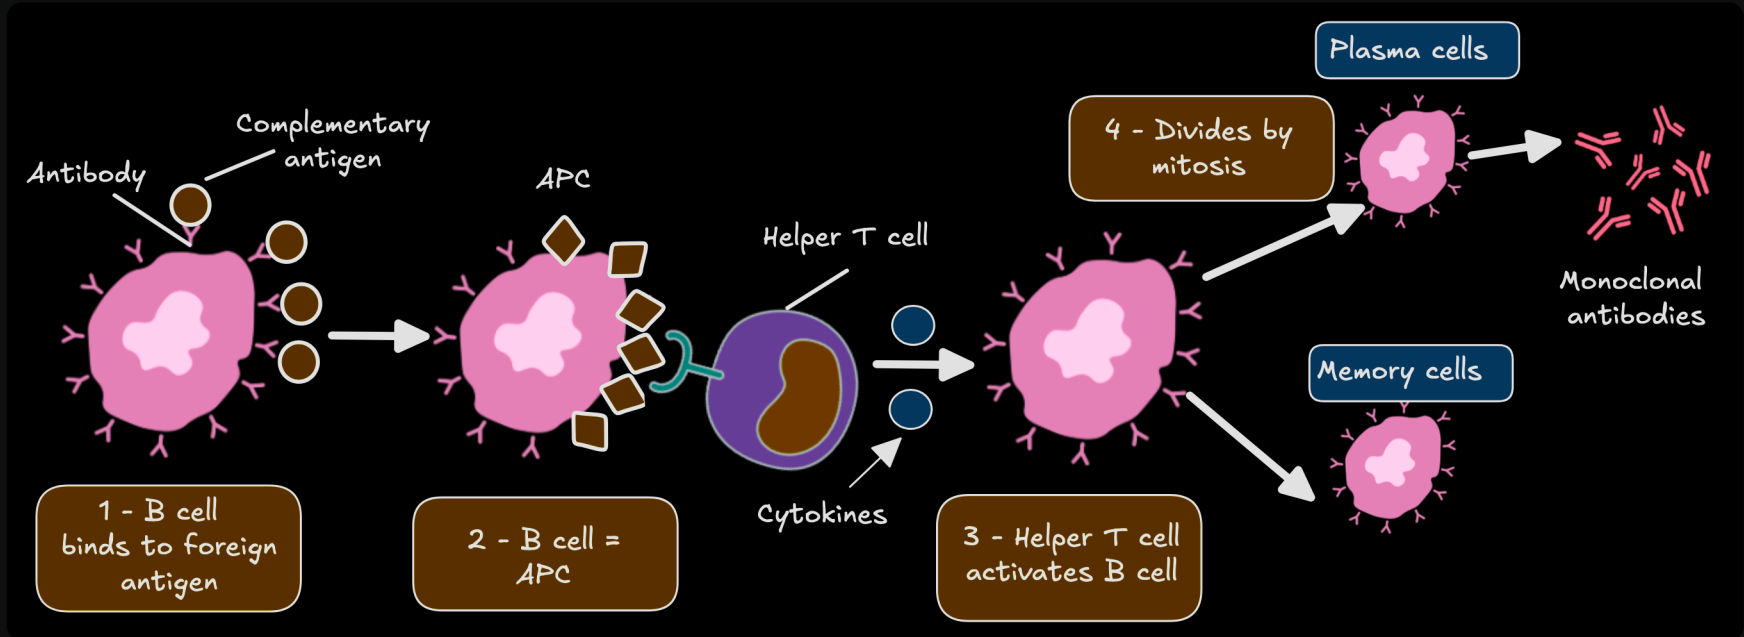 Antibody
Complementary
antigen
1 - B cell
binds to foreign
antigen
APC
2 - B cell =
APC
Helper T cell
Cytokines
3 - Helper T cell
activates B cell
4 - Divides by
mitosis
Plasma cells
Monoclonal
antibodies
Memory cells